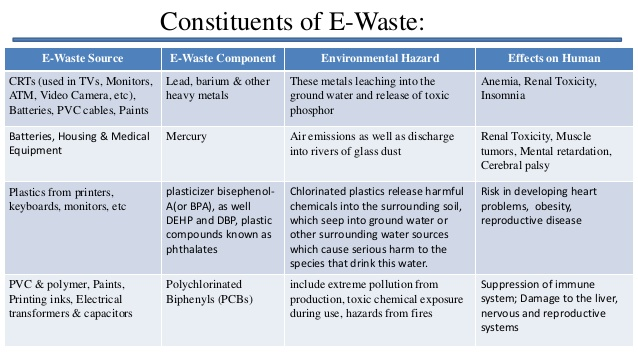 Constituents of E-Waste:
E-Waste Source
E-Waste Component
Environmental Hazard
Effects on Human
CRTs (used in TVs, Monitors,
ATM, Video Camera, etc),
Batteries, PVC cables, Paints
Lead, barium & other
heavy metals
These metals leaching into the
ground water and release of toxic
phosphor
Anemia, Renal Toxicity,
Insomnia
Batteries, Housing & Medical
Equipment
Mercury
Air emissions as well as discharge
into rivers of glass dust
Renal Toxicity, Muscle
tumors, Mental retardation,
Cerebral palsy
Plastics from printers,
keyboards, monitors, etc
plasticizer bisephenol-
A(or BPA), as well
DEHP and DBP, plastic
compounds known as
phthalates
Chlorinated plastics release harmful
chemicals into the surrounding soil,
which seep into ground water or
other surrounding water sources
which cause serious harm to the
species that drink this water.
Risk in developing heart
problems, obesity,
reproductive disease
PVC & polymer, Paints,
Printing inks, Electrical
transformers & capacitors
Polychlorinated
Biphenyls (PCBs)
include extreme pollution from
production, toxic chemical exposure
during use, hazards from fires
Suppression of immune
system; Damage to the liver,
nervous and reproductive
systems